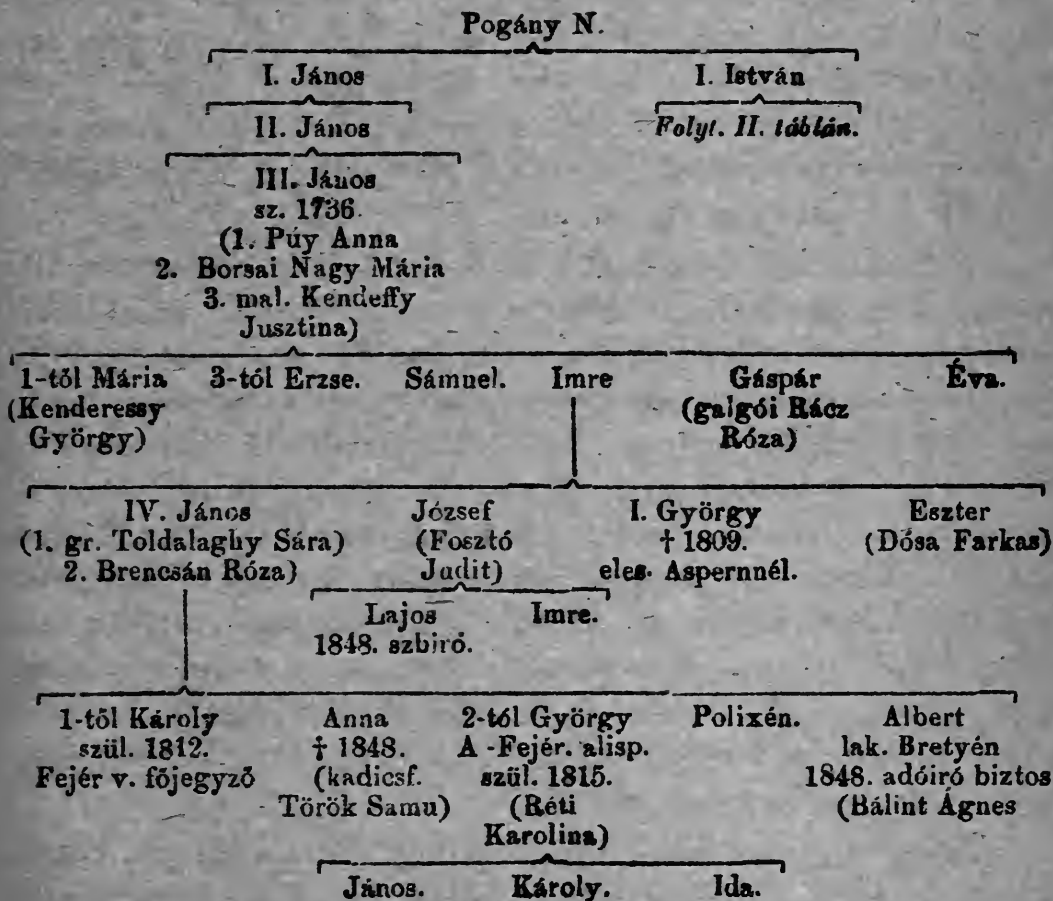 Pogány N.
I. János I. István
II. János Folyt. II. táblán.
III. János
sz. 1736.
(1. Púy Anna
2. Borsai Nagy Mária
3. mal. Kendeffy
Jusztina)
1-től Mária 3-tól Erzse. Sámuel. Imre Gáspár Éva.
(Kenderessy (galgói Rácz
György) Róza)
IV. János József I. György Eszter
(1. gr. Toldalaghy Sára) (Fosztó † 1809. (Dósa Farkas)
2. Brencsán Róza) Judit) eles. Aspernnél.
Lajos Imre.
1848. szbiró.
1-től Károly Anna 2-tól György Polixén. Albert
szül. 1812. † 1848. A -Fejér. alisp. lak. Bretyén
Fejér v. főjegyző (kadicsf. szül. 1815. 1848. adóiró biztos
Török Samu) (Réti (Bálint Ágnes
Karolina)
János. Károly. Ida.